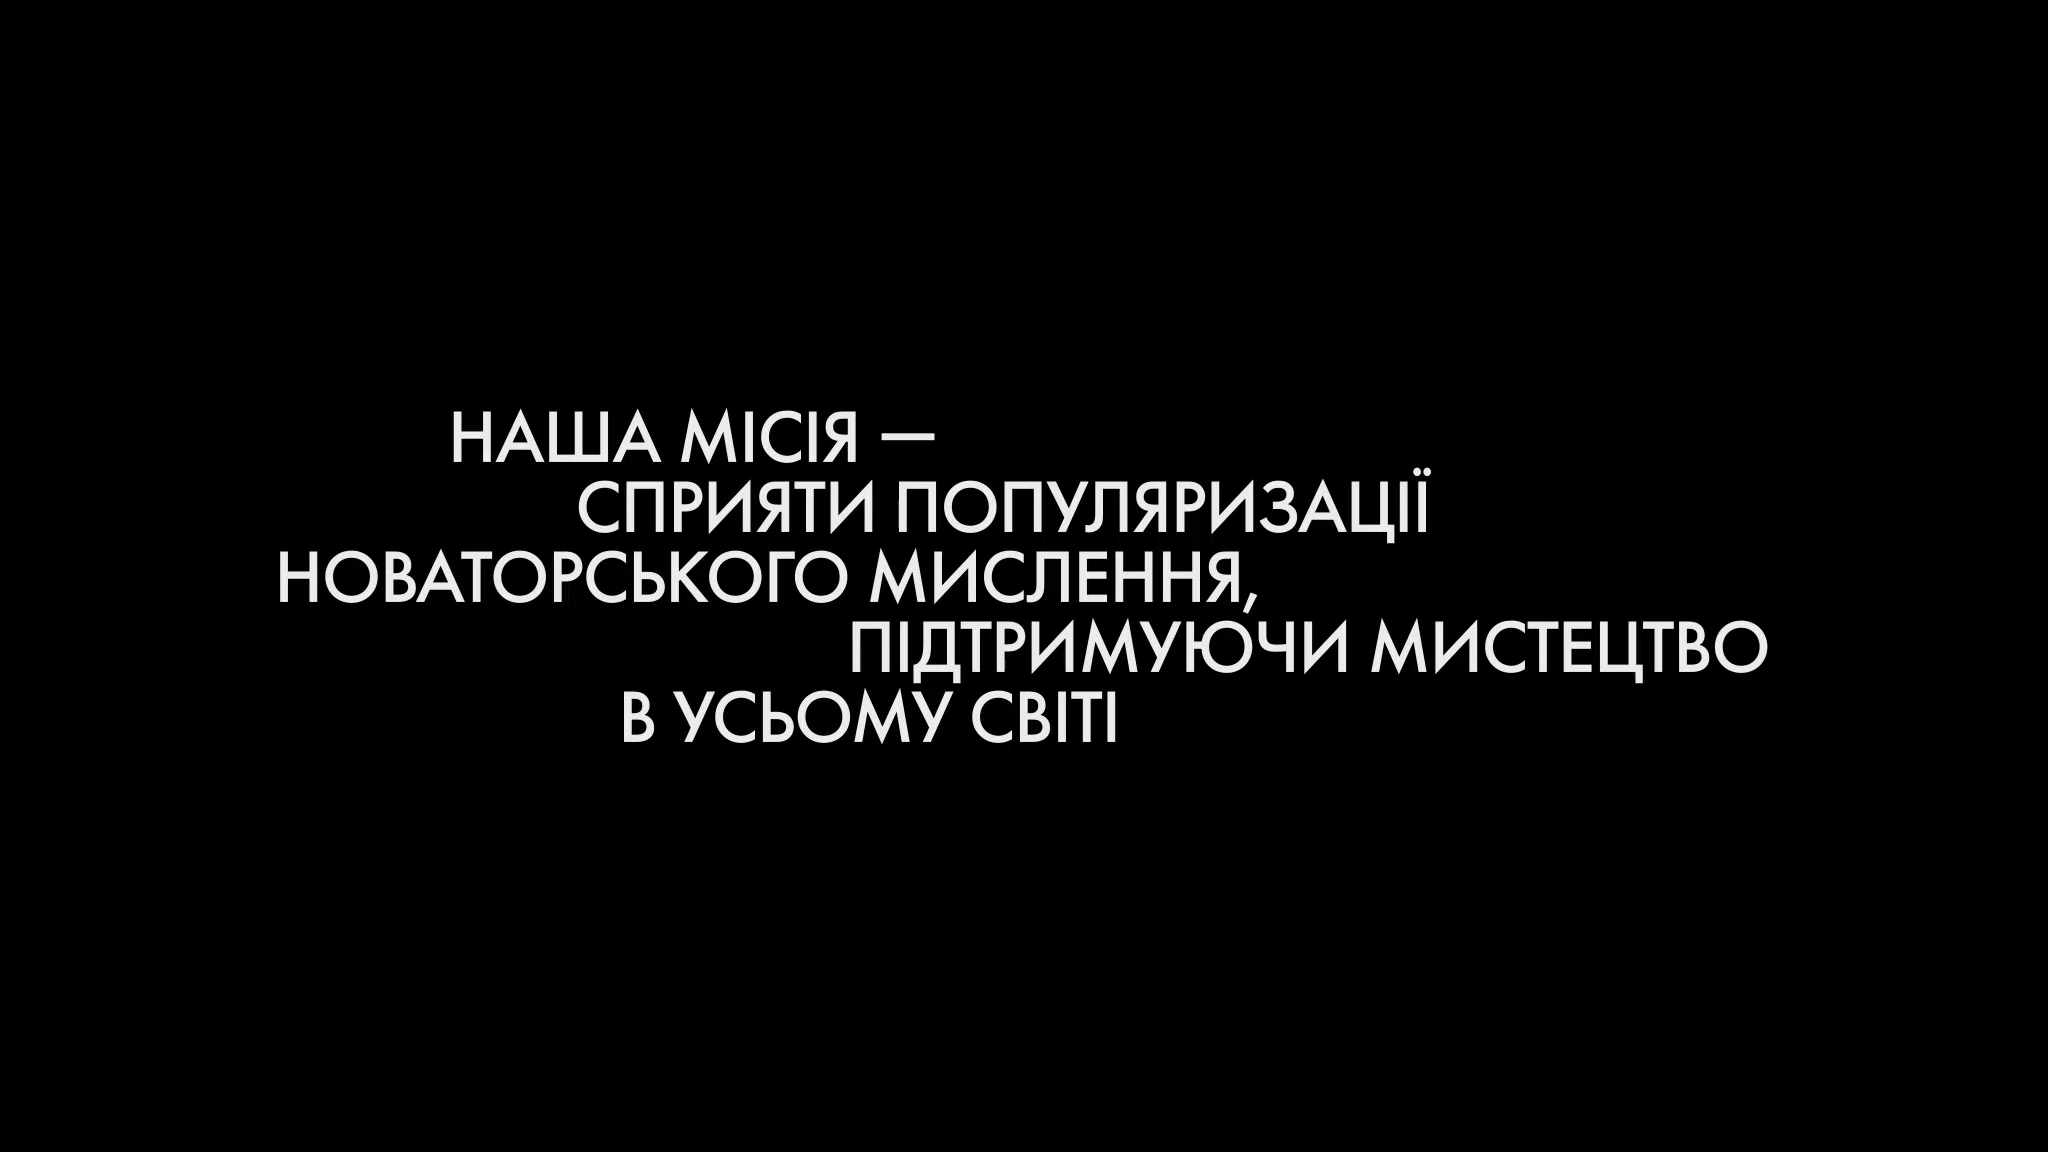 НАША МІСІЯ —
СПРИЯТИ ПОПУЛЯРИЗАЦІЇ
НОВАТОРСЬКОГО МИСЛЕННЯ,
ПІДТРИМУЮЧИ МИСТЕЦТВО
В УСЬОМУ СВІТІ